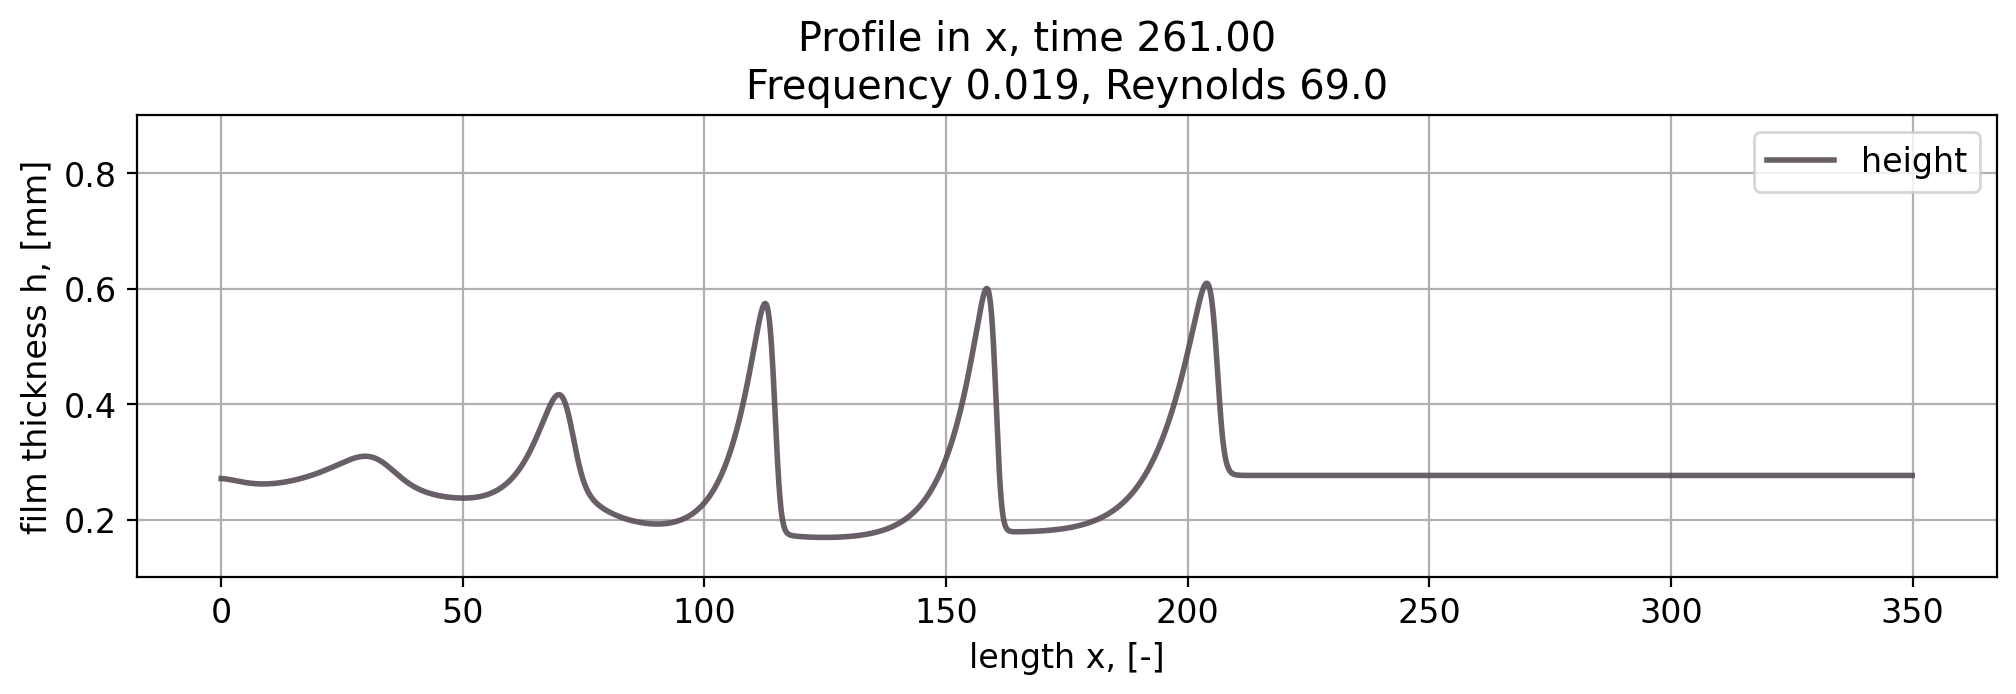 Profile in x, time 261.00
Frequency 0.019, Reynolds 69.0
height
film thickness h, [mm]
0.8
0.6
0.4
0.2
0 50 100 150 200 250 300 350
length x, [-]